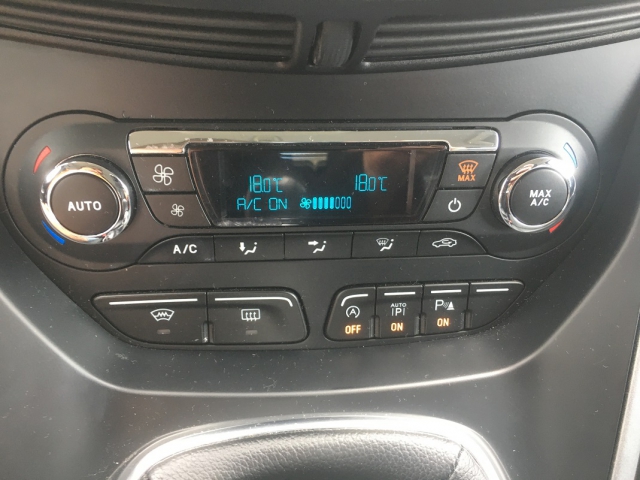 18.0°C 18.0°C
A/C ON
MAX
AUTO
MAX
A/C
A/C
A
OFF
AUTO
P
ON
P
ON